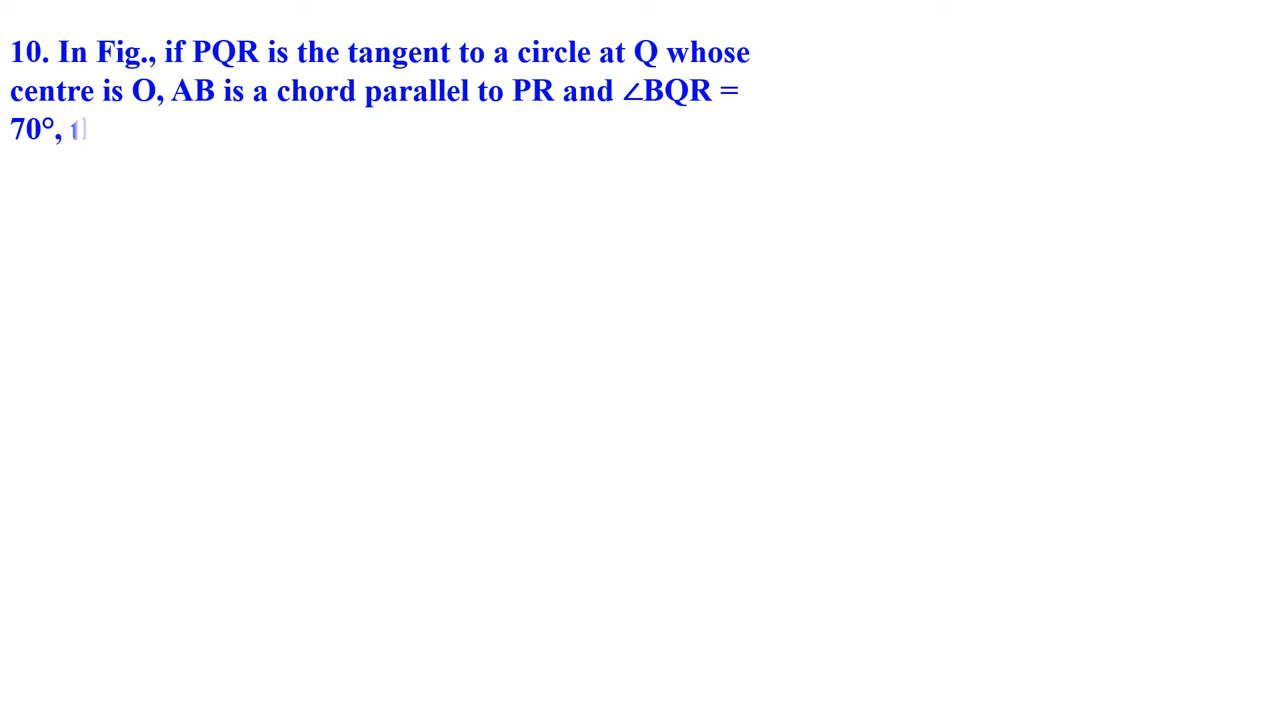 10. In Fig., if PQR is the tangent to a circle at Q whose
centre is O, AB is a chord parallel to PR and ∠BQR =
70°,